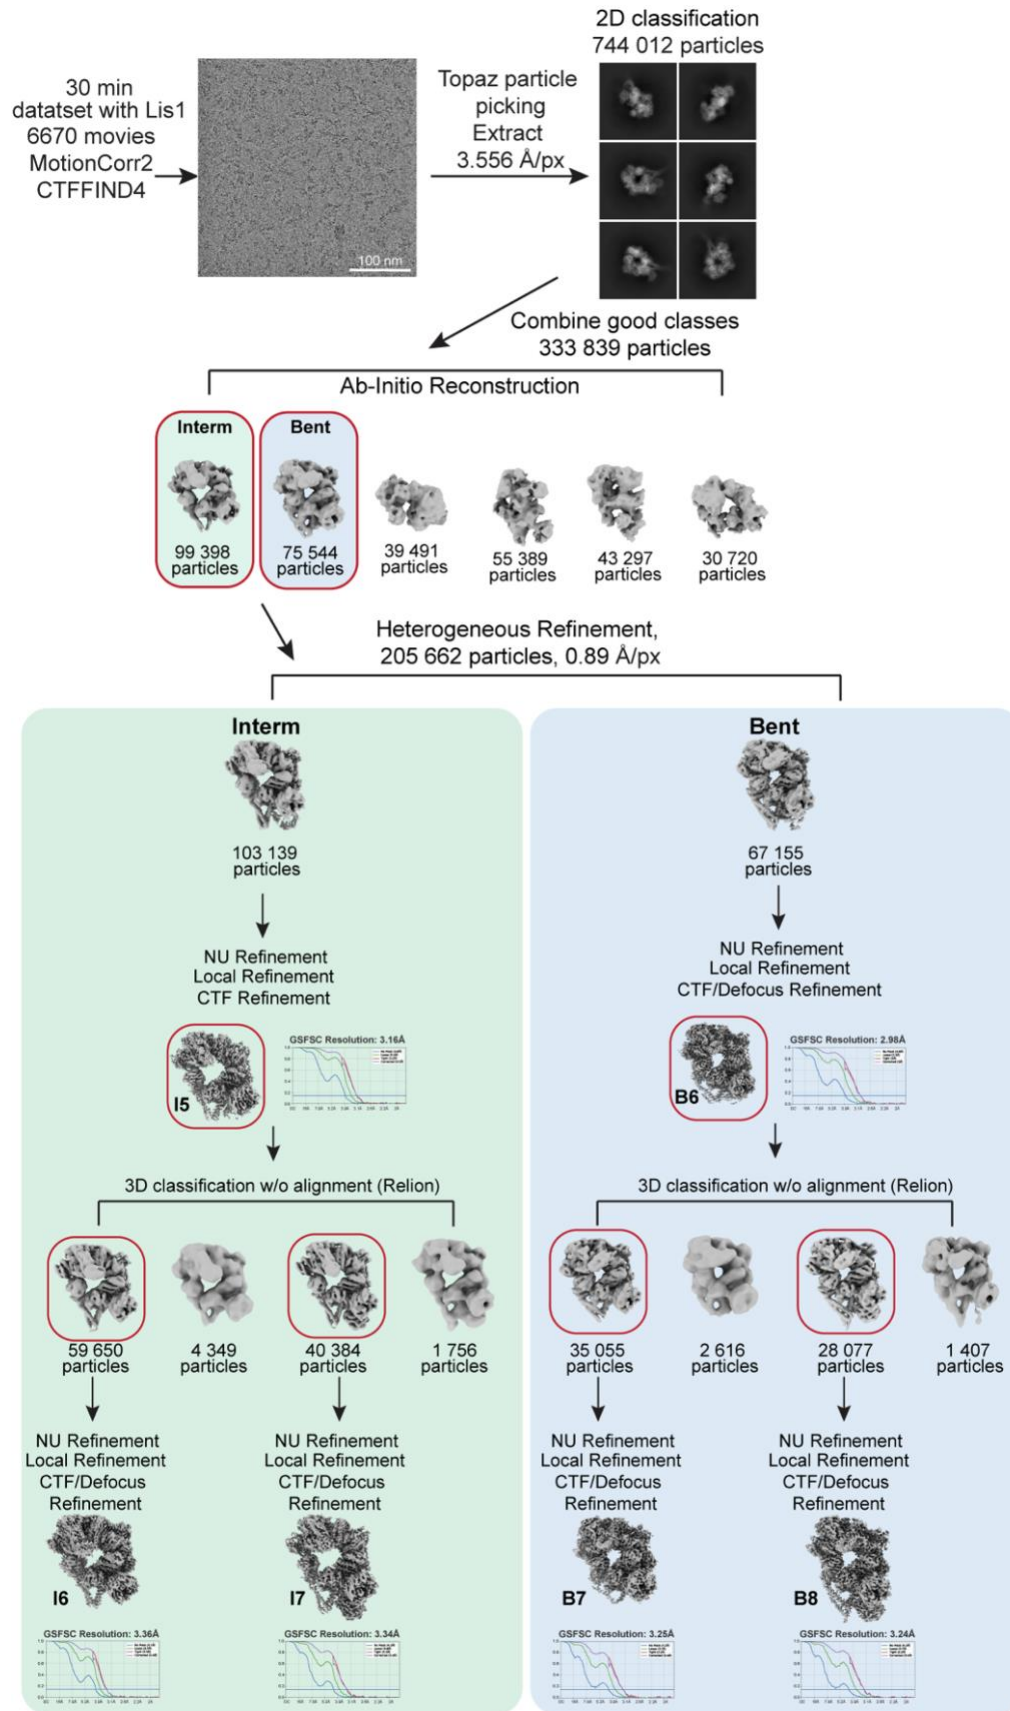 30 min
datatset with Lis1
6670 movies
MotionCorr2
CTFFIND4
100 nm
Topaz particle
picking
Extract
3.556 Å/px
2D classification
744 012 particles
Combine good classes
333 839 particles
Ab-Initio Reconstruction
Interm
99 398
particles
Bent
75 544
particles
39 491
particles
55 389
particles
43 297
particles
30 720
particles
Heterogeneous Refinement,
205 662 particles, 0.89 Å/px
Interm
103 139
particles
NU Refinement
Local Refinement
CTF Refinement
I5
GSFSC Resolution: 3.16Å
3D classification w/o alignment (Relion)
59 650
particles
4 349
particles
40 384
particles
1 756
particles
NU Refinement
Local Refinement
CTF/Defocus
Refinement
I6
GSFSC Resolution: 3.36Å
NU Refinement
Local Refinement
CTF/Defocus
Refinement
I7
GSFSC Resolution: 3.34Å
Bent
67 155
particles
NU Refinement
Local Refinement
CTF/Defocus Refinement
B6
GSFSC Resolution: 2.98Å
3D classification w/o alignment (Relion)
35 055
particles
2 616
particles
28 077
particles
1 407
particles
NU Refinement
Local Refinement
CTF/Defocus
Refinement
B7
GSFSC Resolution: 3.25Å
NU Refinement
Local Refinement
CTF/Defocus
Refinement
B8
GSFSC Resolution: 3.24Å